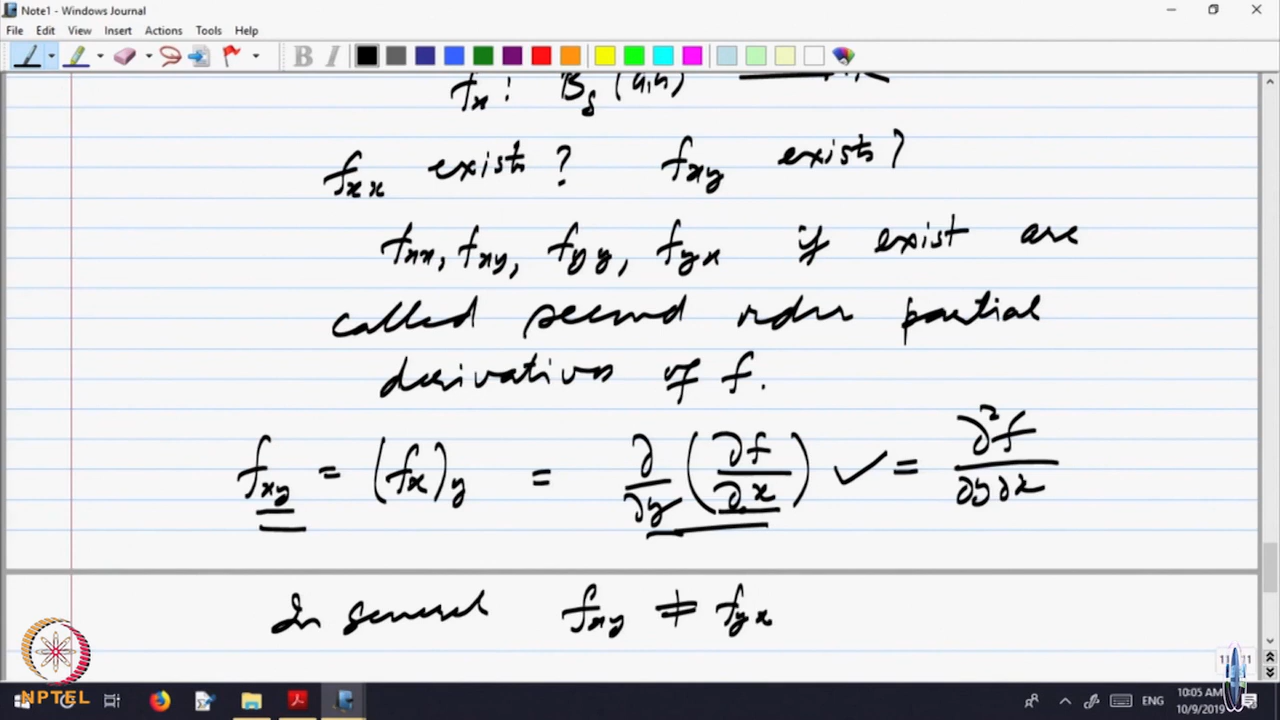 Note1 - Windows Journal
File Edit View Insert Actions Tools Help
B I
f_x : B_δ
f_xx exists ? f_xy exists ?
f_xx, f_xy, f_yy, f_yx if exist are
called second order partial
derivatives of f.
f_xy = (f_x)_y = ∂/∂y (∂f/∂x) ✓ = ∂²f/∂y∂x
In general f_xy ≠ f_yx
NPTEL
ENG
10:05 AM
10/9/2019